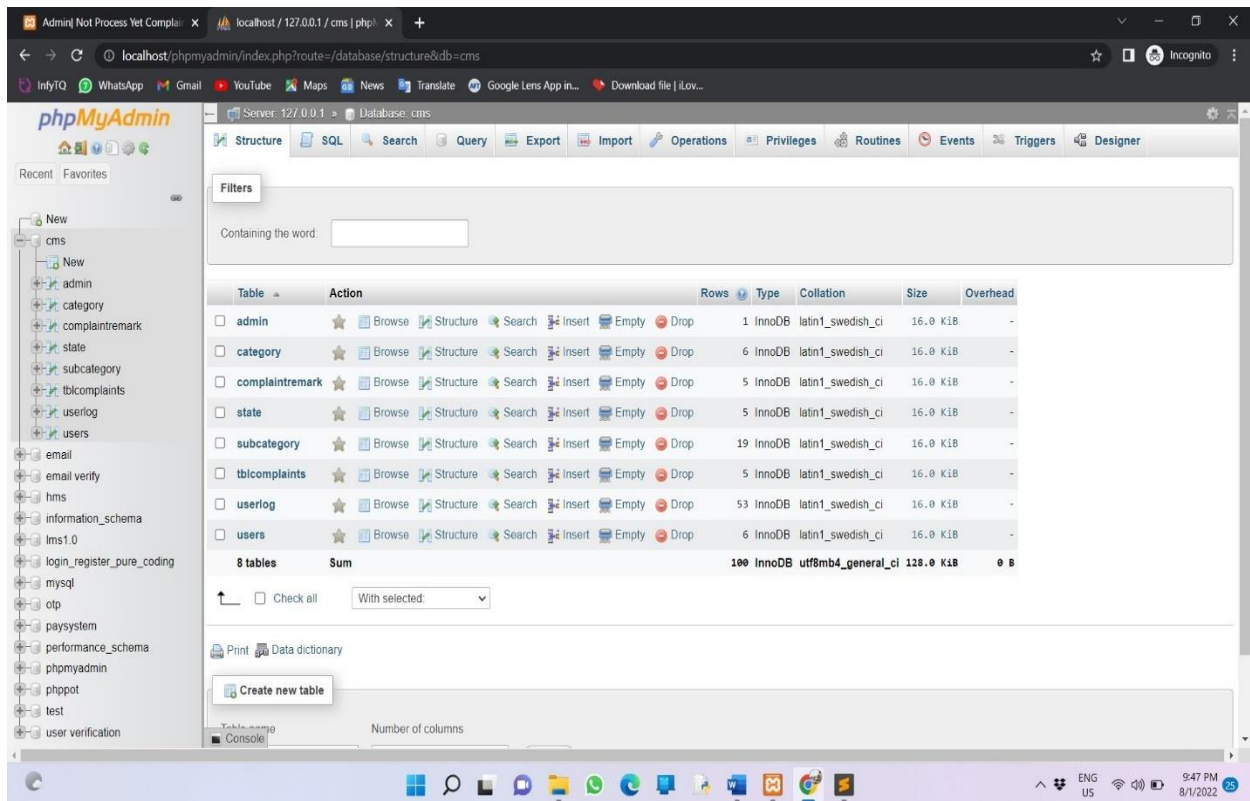 Admin| Not Process Yet Complain
localhost / 127.0.0.1 / cms | php
localhost/phpmyadmin/index.php?route=/database/structure&db=cms
Incognito
InfyTQ WhatsApp Gmail YouTube Maps News Translate Google Lens App in... Download file | iLov...
phpMyAdmin
Recent Favorites
New
cms
New
admin
category
complaintremark
state
subcategory
tblcomplaints
userlog
users
email
email verify
hms
information_schema
lms1.0
login_register_pure_coding
mysql
otp
paysystem
performance_schema
phpmyadmin
phppot
test
user verification
Server: 127.0.0.1 » Database: cms
Structure SQL Search Query Export Import Operations Privileges Routines Events Triggers Designer
Filters
Containing the word:
Table Action Rows Type Collation Size Overhead
admin Browse Structure Search Insert Empty Drop 1 InnoDB latin1_swedish_ci 16.0 KiB -
category Browse Structure Search Insert Empty Drop 6 InnoDB latin1_swedish_ci 16.0 KiB -
complaintremark Browse Structure Search Insert Empty Drop 5 InnoDB latin1_swedish_ci 16.0 KiB -
state Browse Structure Search Insert Empty Drop 5 InnoDB latin1_swedish_ci 16.0 KiB -
subcategory Browse Structure Search Insert Empty Drop 19 InnoDB latin1_swedish_ci 16.0 KiB -
tblcomplaints Browse Structure Search Insert Empty Drop 5 InnoDB latin1_swedish_ci 16.0 KiB -
userlog Browse Structure Search Insert Empty Drop 53 InnoDB latin1_swedish_ci 16.0 KiB -
users Browse Structure Search Insert Empty Drop 6 InnoDB latin1_swedish_ci 16.0 KiB -
8 tables Sum 100 InnoDB utf8mb4_general_ci 128.0 KiB 0 B
Check all With selected:
Print Data dictionary
Create new table
Table name Number of columns
Console
ENG
US
9:47 PM
8/1/2022
25